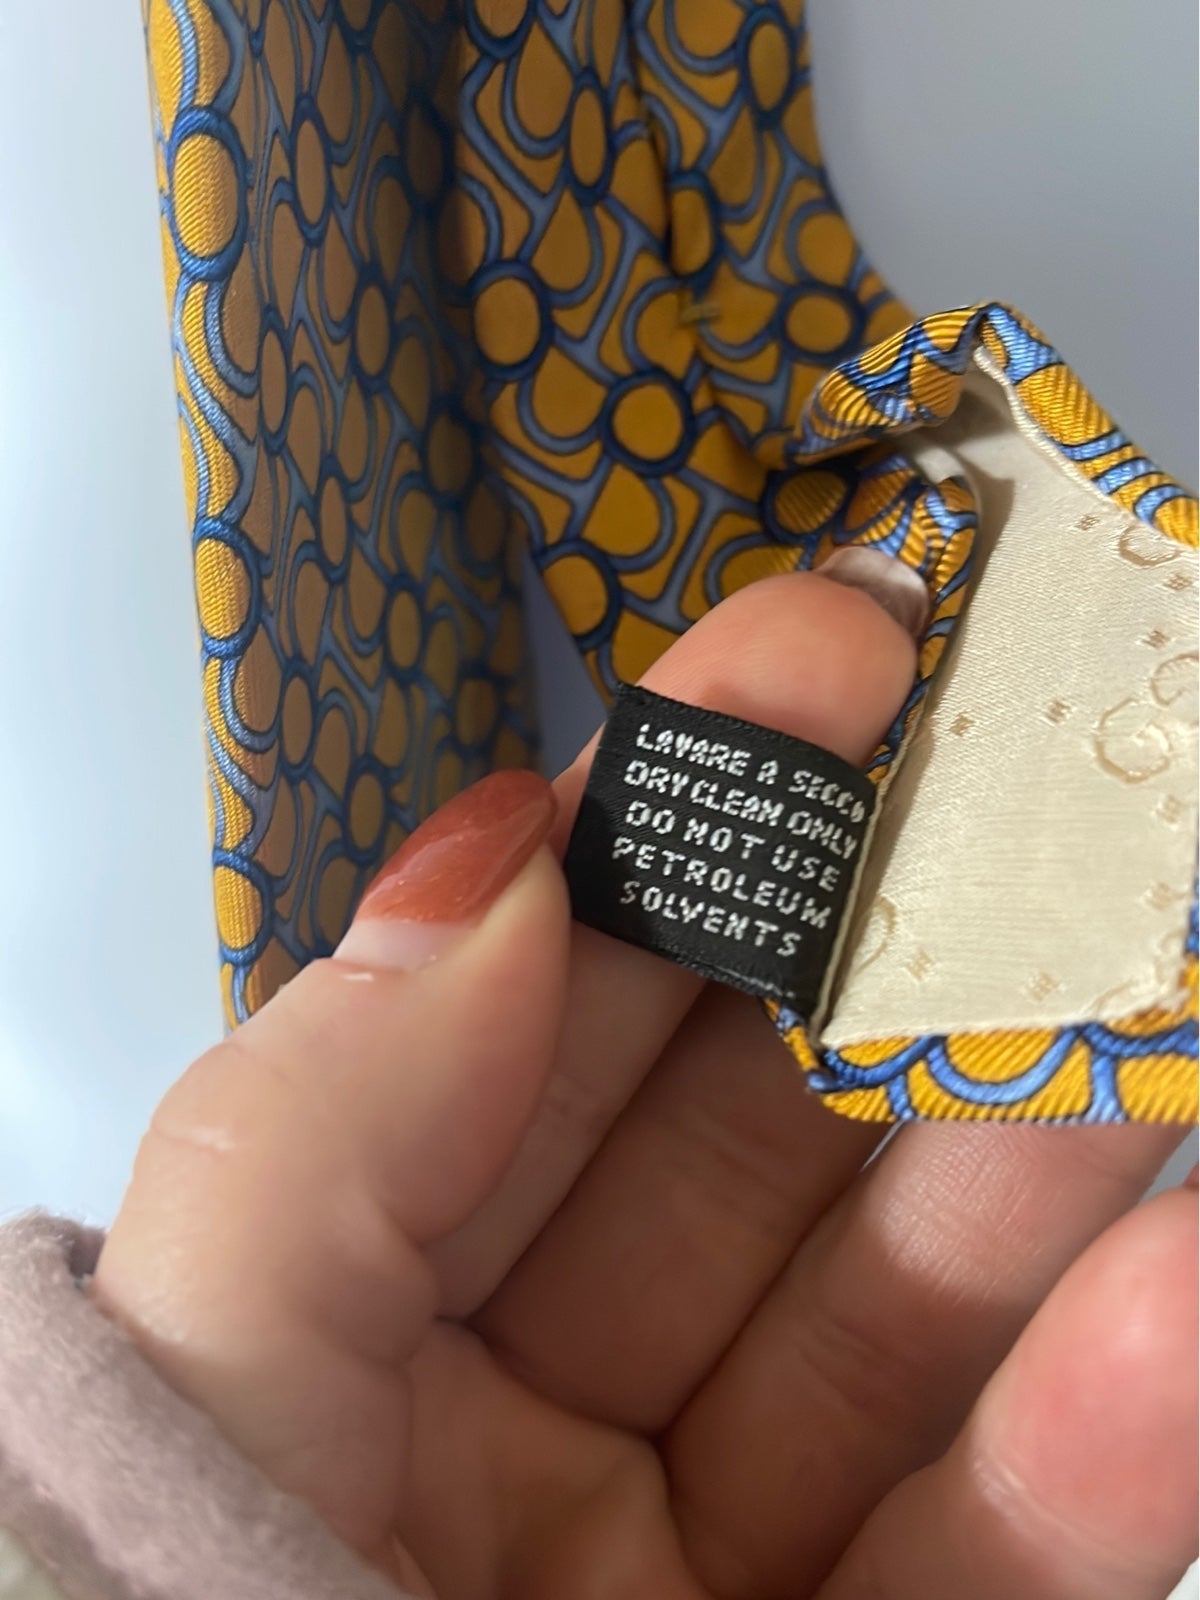 LAVARE A SECCO
DRY CLEAN ONLY
DO NOT USE
PETROLEUM
SOLVENTS